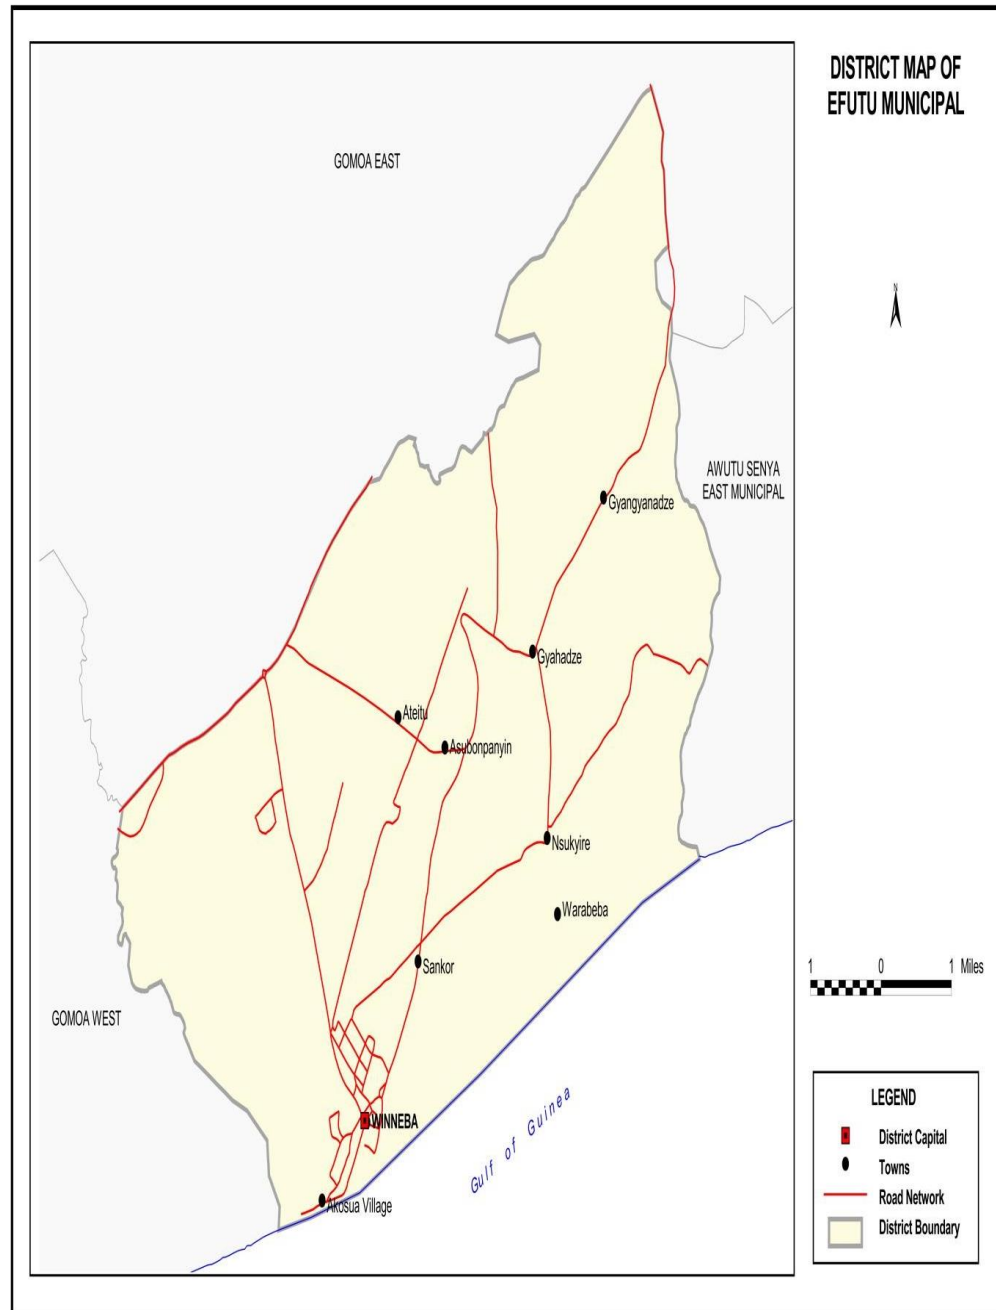 DISTRICT MAP OF
EFUTU MUNICIPAL
GOMOA EAST
N
AWUTU SENYA
EAST MUNICIPAL
Gyangyanadze
Gyahadze
Ateitu
Asubonpanyin
Nsukyire
Warabeba
Sankor
1 0 1 Miles
GOMOA WEST
WINNEBA
Akosua Village
Gulf of Guinea
LEGEND
District Capital
Towns
Road Network
District Boundary